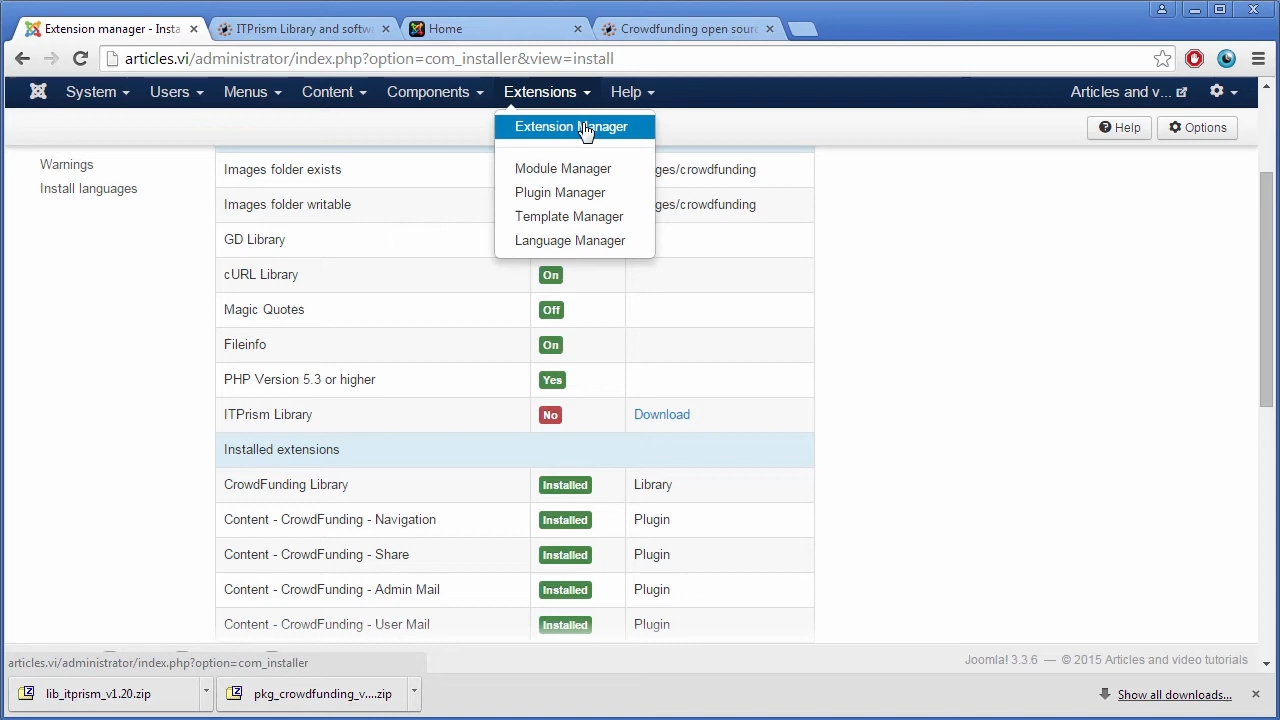 Extension manager - Insta
ITPrism Library and softw
Home
Crowdfunding open sour
articles.vi/administrator/index.php?option=com_installer&view=install
System Users Menus Content Components Extensions Help
Articles and v...
Extension Manager
Help
Options
Module Manager
Plugin Manager
Template Manager
Language Manager
Warnings
Install languages
Images folder exists
ges/crowdfunding
Images folder writable
ges/crowdfunding
GD Library
cURL Library On
Magic Quotes Off
Fileinfo On
PHP Version 5.3 or higher Yes
ITPrism Library No Download
Installed extensions
CrowdFunding Library Installed Library
Content - CrowdFunding - Navigation Installed Plugin
Content - CrowdFunding - Share Installed Plugin
Content - CrowdFunding - Admin Mail Installed Plugin
Content - CrowdFunding - User Mail Installed Plugin
articles.vi/administrator/index.php?option=com_installer
Joomla! 3.3.6 — © 2015 Articles and video tutorials
lib_itprism_v1.20.zip
pkg_crowdfunding_v....zip
Show all downloads...